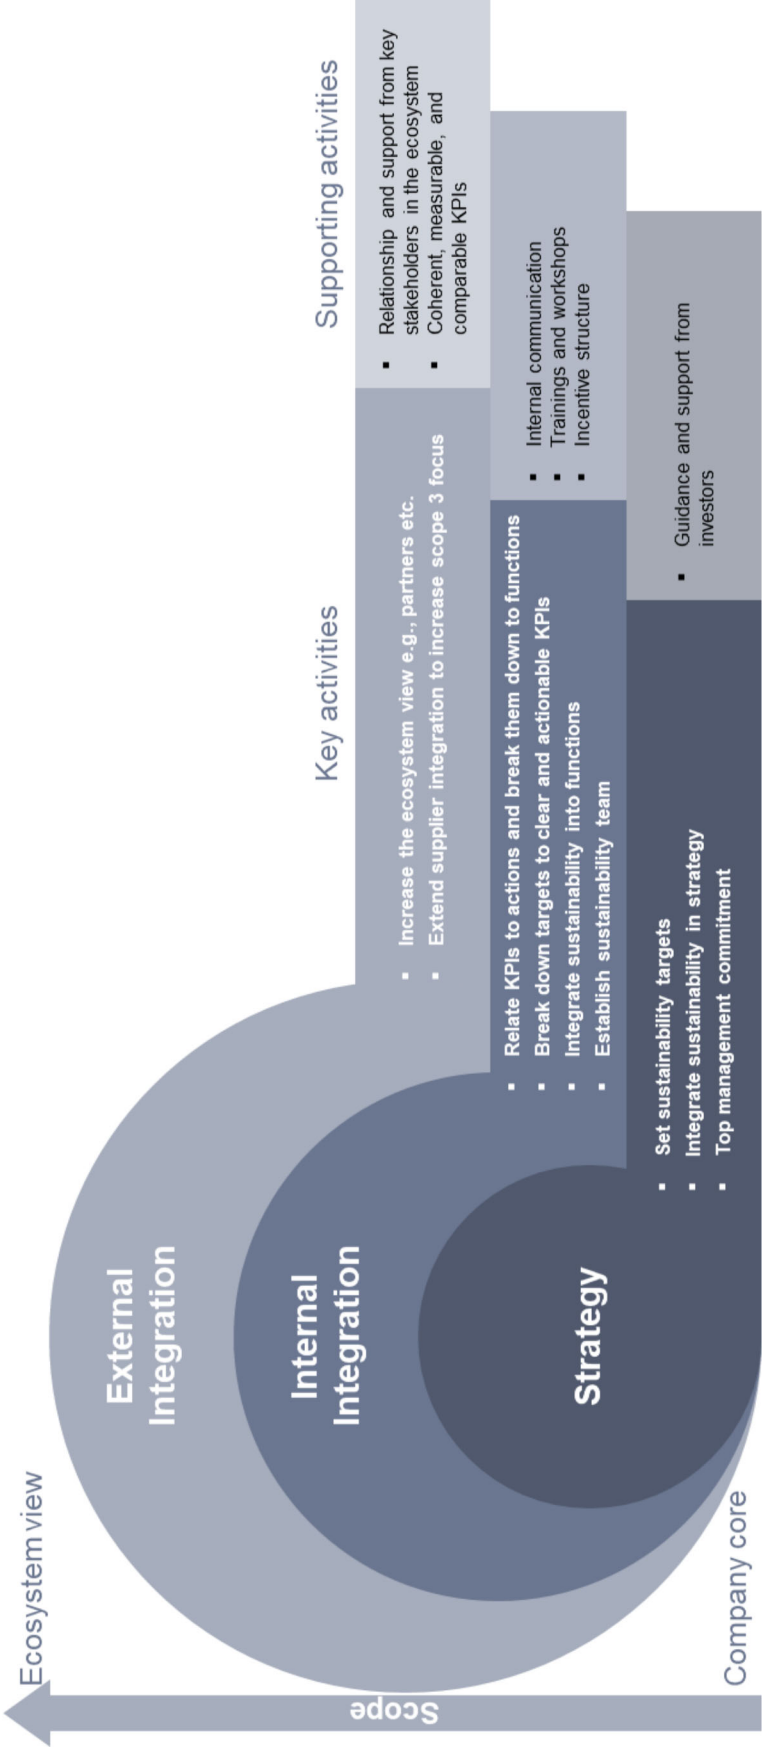 Ecosystem view
Key activities
Supporting activities
External
Integration
▪ Increase the ecosystem view e.g., partners etc.
▪ Extend supplier integration to increase scope 3 focus
▪ Relationship and support from key
stakeholders in the ecosystem
▪ Coherent, measurable, and
comparable KPIs
Scope
Internal
Integration
▪ Relate KPIs to actions and break them down to functions
▪ Break down targets to clear and actionable KPIs
▪ Integrate sustainability into functions
▪ Establish sustainability team
▪ Internal communication
▪ Trainings and workshops
▪ Incentive structure
Strategy
▪ Set sustainability targets
▪ Integrate sustainability in strategy
▪ Top management commitment
▪ Guidance and support from
investors
Company core